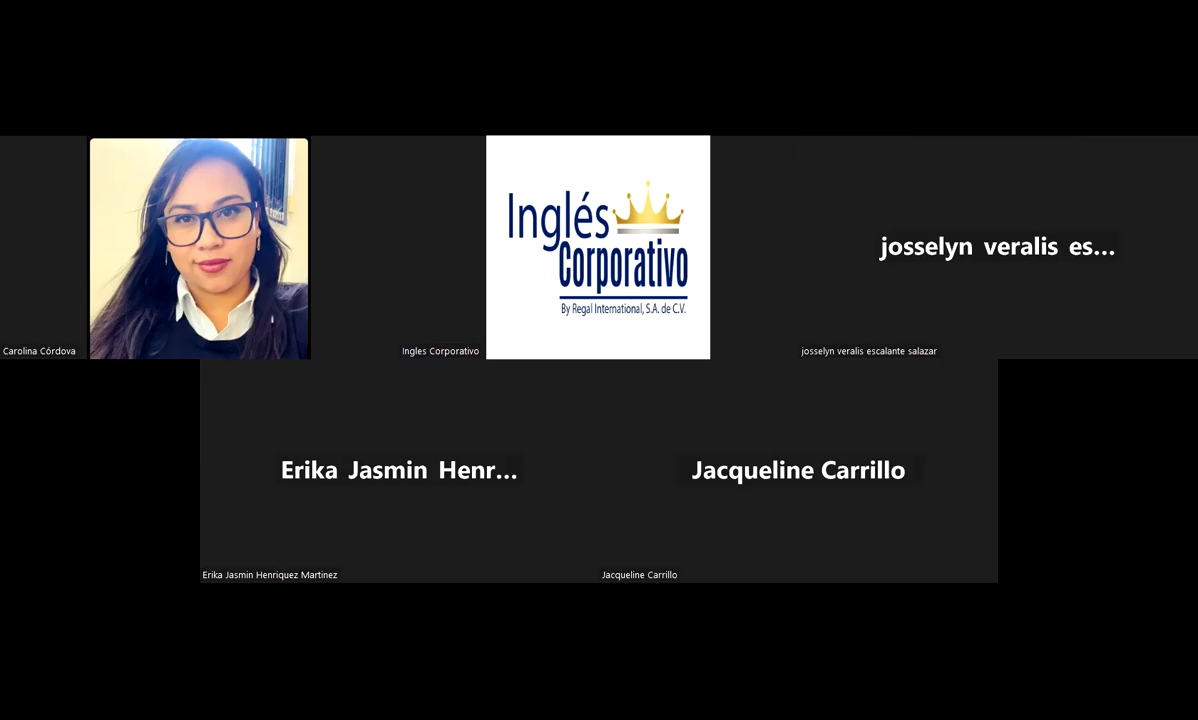 Inglés
Corporativo
By Regal International, S.A. de C.V.
josselyn veralis es...
Carolina Córdova
Ingles Corporativo
josselyn veralis escalante salazar
Erika Jasmin Henr...
Jacqueline Carrillo
Erika Jasmin Henriquez Martinez
Jacqueline Carrillo